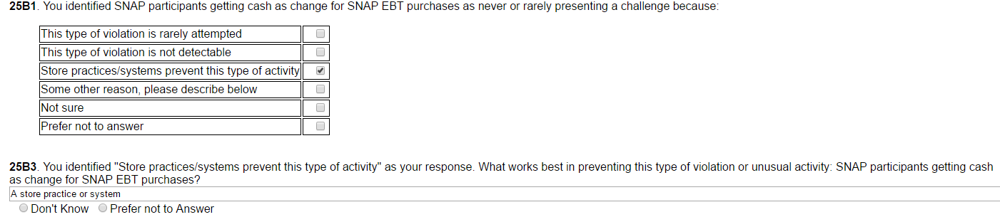 25B1. You identified SNAP participants getting cash as change for SNAP EBT purchases as never or rarely presenting a challenge because:
This type of violation is rarely attempted
This type of violation is not detectable
Store practices/systems prevent this type of activity
Some other reason, please describe below
Not sure
Prefer not to answer
25B3. You identified "Store practices/systems prevent this type of activity" as your response. What works best in preventing this type of violation or unusual activity: SNAP participants getting cash
as change for SNAP EBT purchases?
A store practice or system
Don't Know Prefer not to Answer